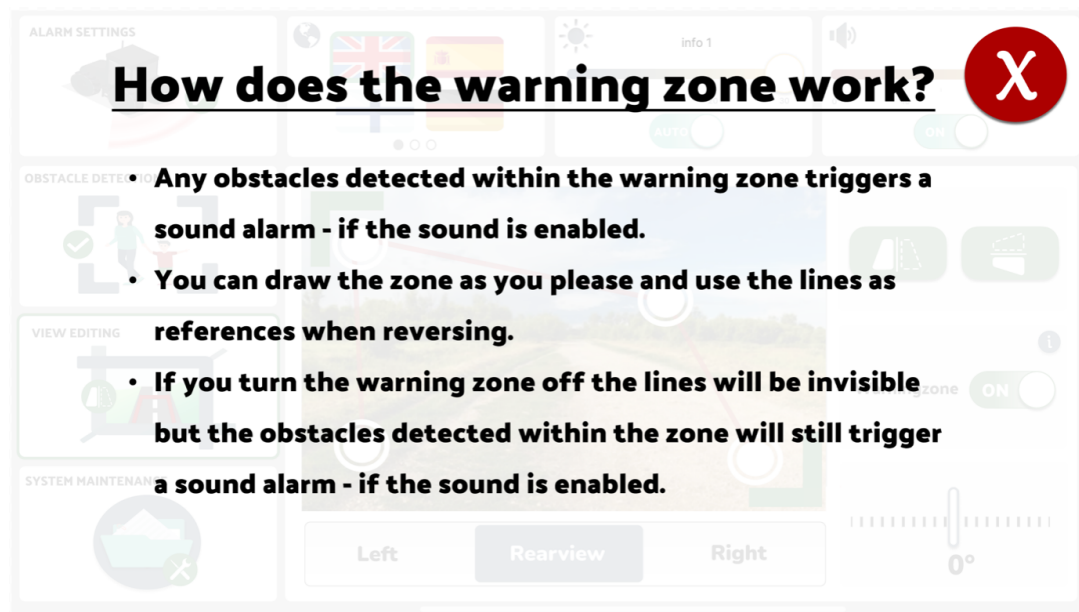 ALARM SETTINGS
info 1
How does the warning zone work?
X
AUTO
ON
OBSTACLE DETECTION
• Any obstacles detected within the warning zone triggers a
sound alarm - if the sound is enabled.
• You can draw the zone as you please and use the lines as
references when reversing.
VIEW EDITING
i
• If you turn the warning zone off the lines will be invisible
zone
ON
but the obstacles detected within the zone will still trigger
SYSTEM MAINTENANC
a sound alarm - if the sound is enabled.
Left
Rearview
Right
0°